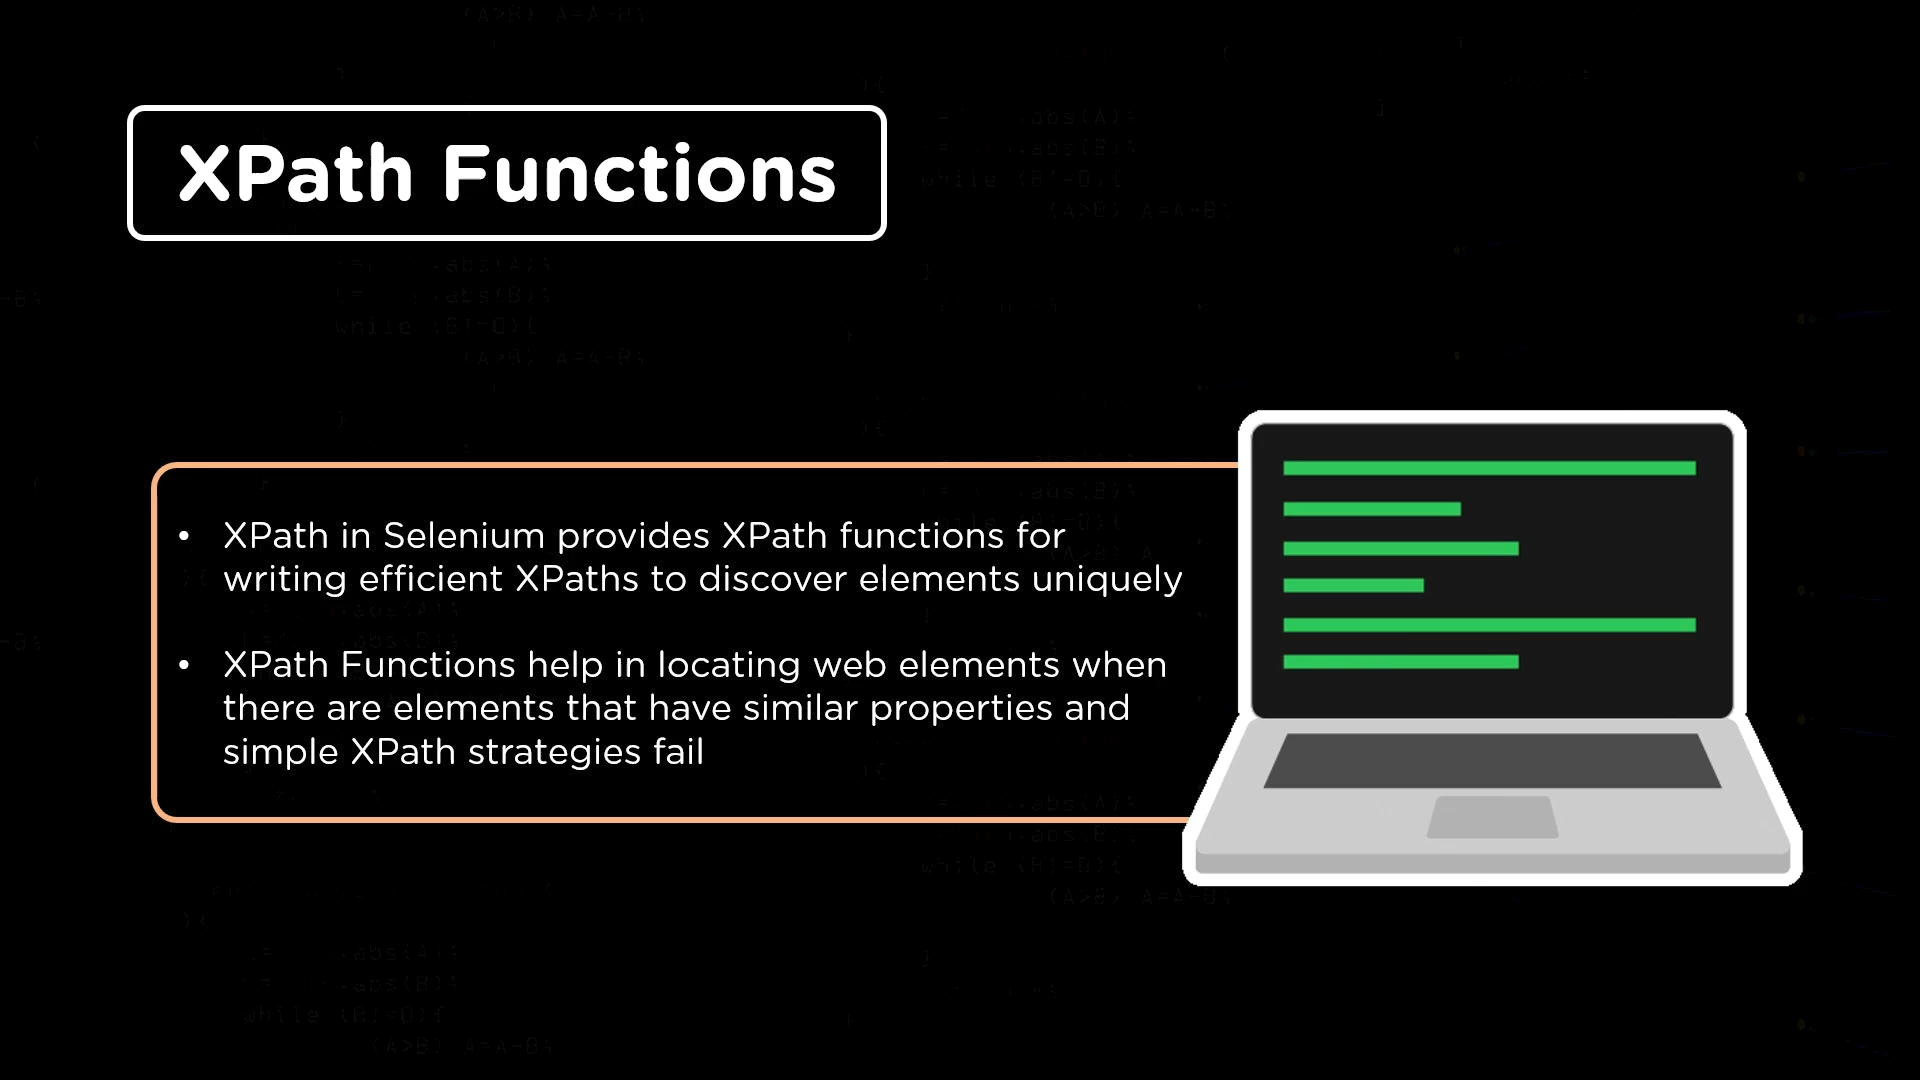 XPath Functions
• XPath in Selenium provides XPath functions for
writing efficient XPaths to discover elements uniquely
• XPath Functions help in locating web elements when
there are elements that have similar properties and
simple XPath strategies fail